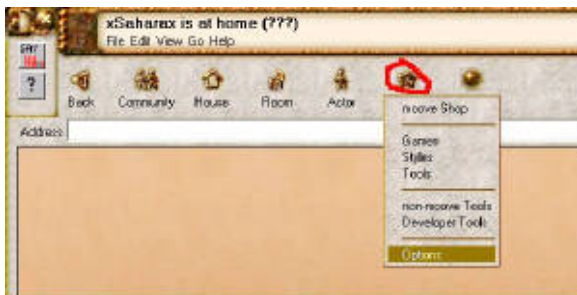 xSaharax is at home (???)
File Edit View Go Help
?
Back Community House Room Actor
Address
moove Shop
Games
Styles
Tools
non-moove Tools
Developer Tools
Options